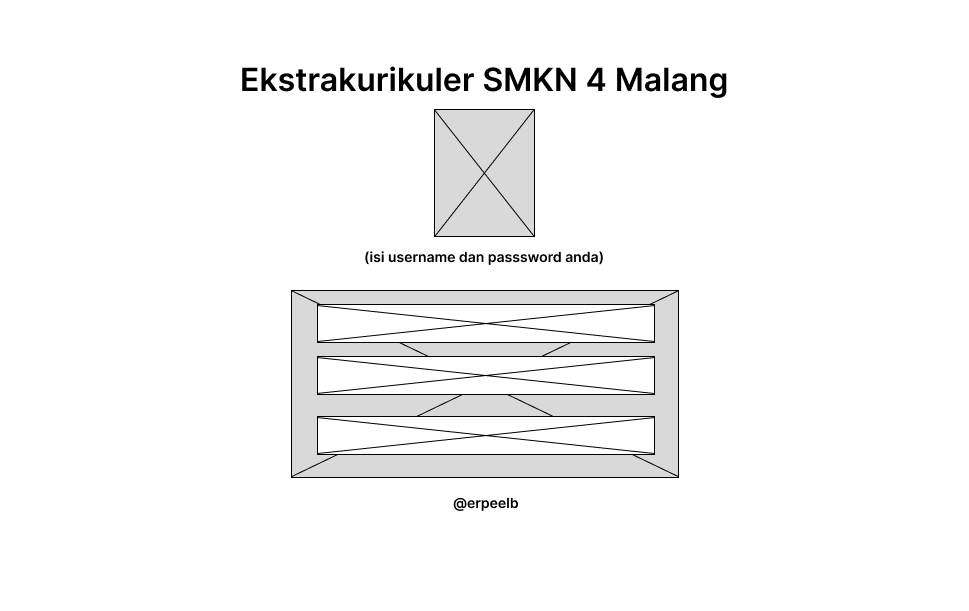 Ekstrakurikuler SMKN 4 Malang
(isi username dan passsword anda)
@erpeelb